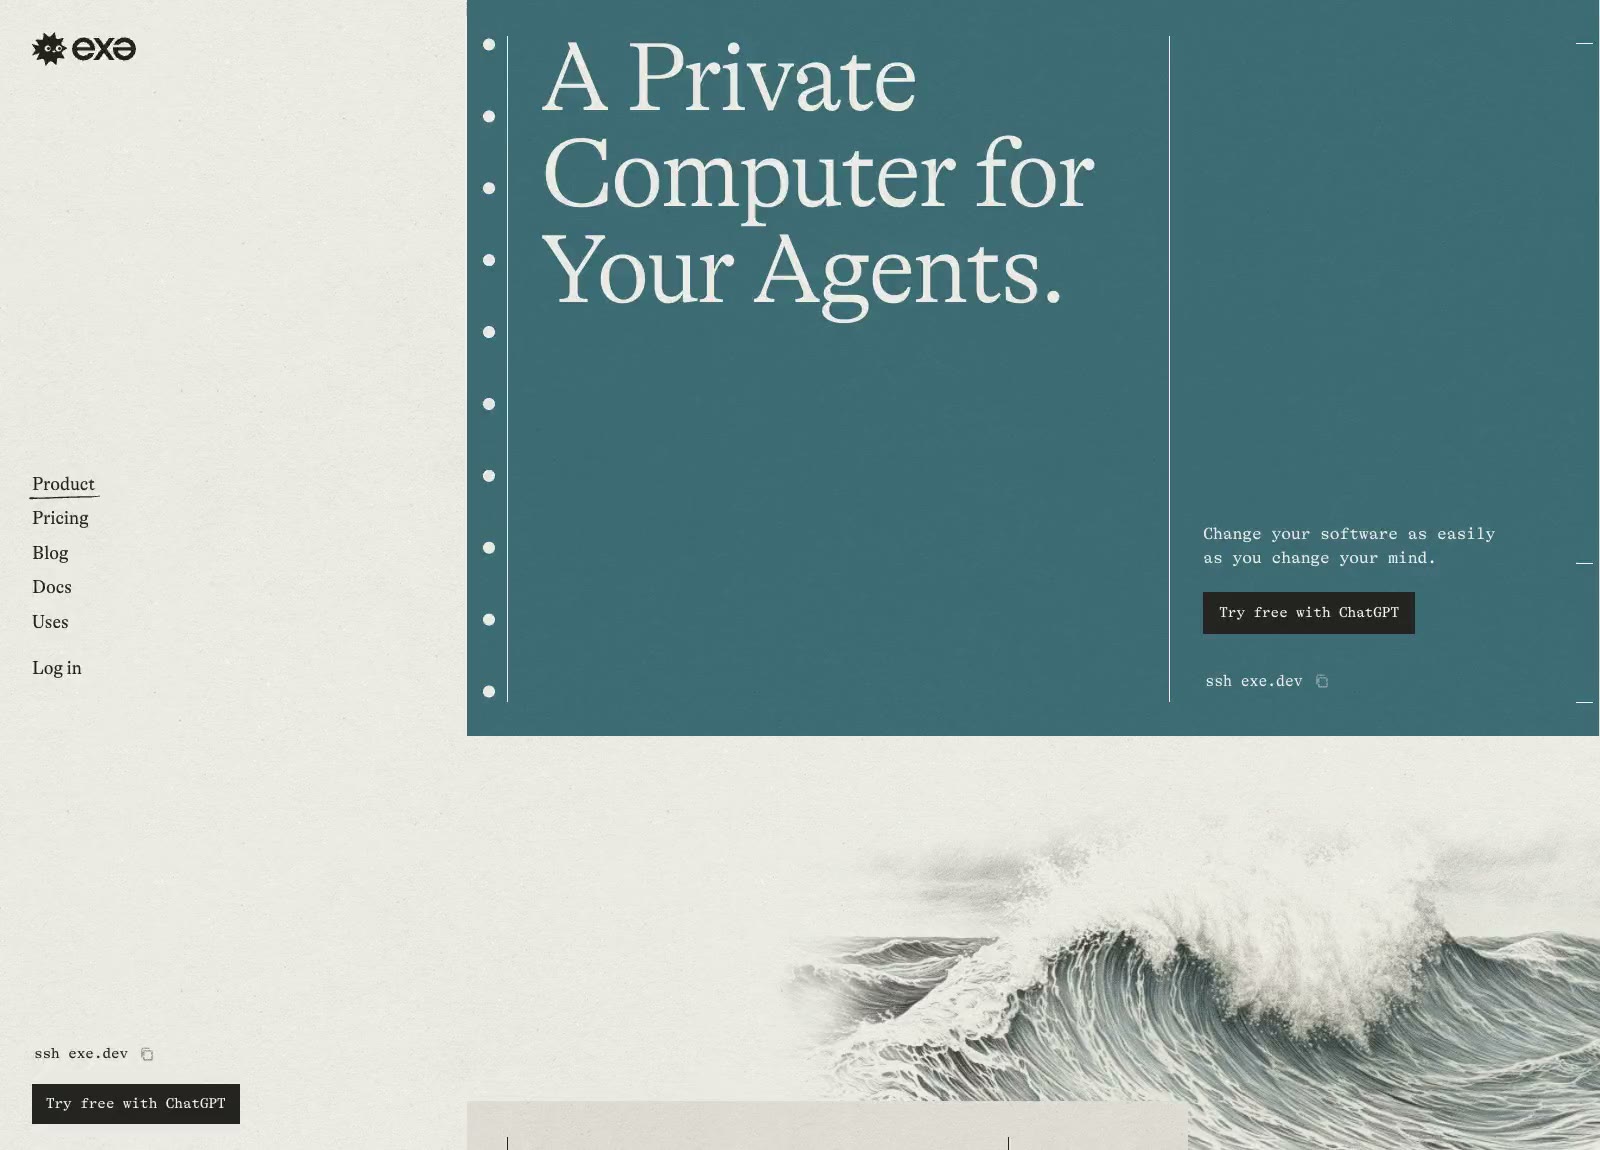 exe
A Private
Computer for
Your Agents.
Product
Pricing
Blog
Docs
Uses
Log in
Change your software as easily
as you change your mind.
Try free with ChatGPT
ssh exe.dev
ssh exe.dev
Try free with ChatGPT